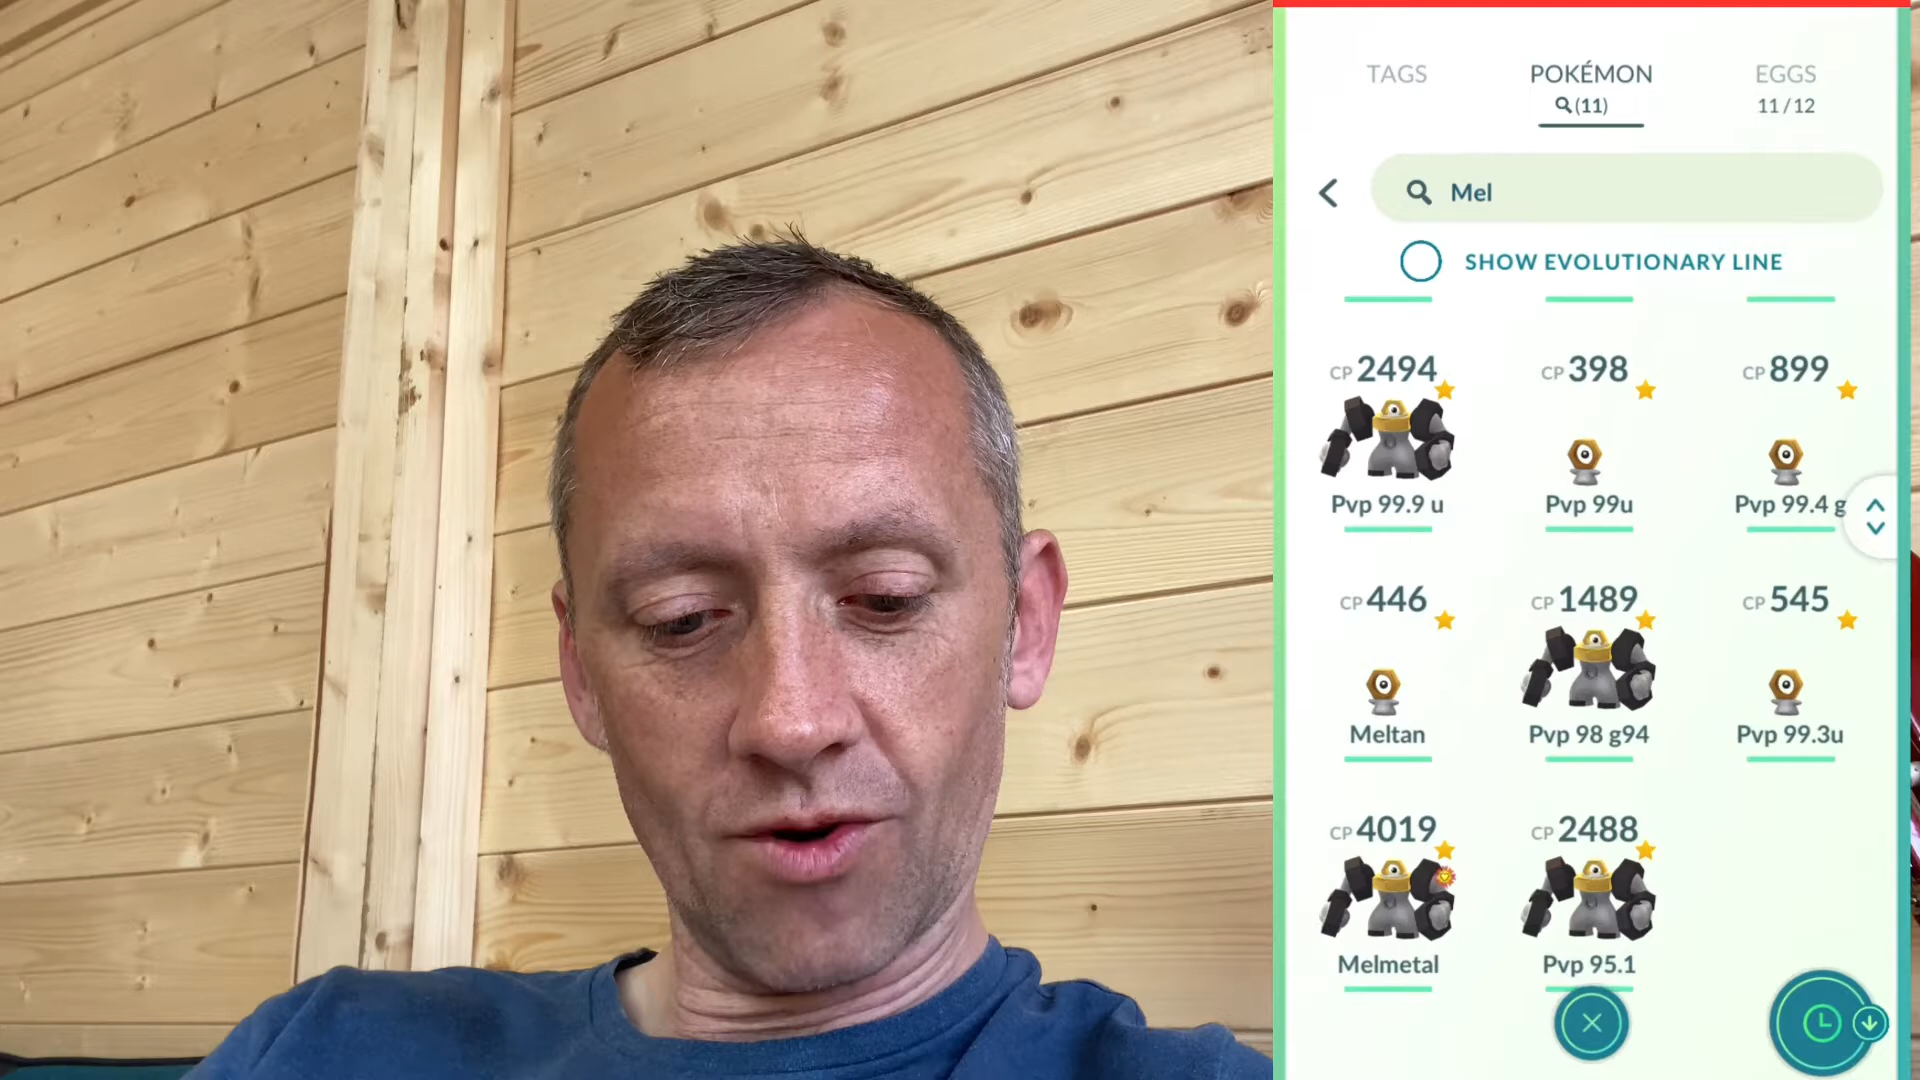 TAGS POKÉMON EGGS
(11) 11 / 12
Mel
SHOW EVOLUTIONARY LINE
CP 2494 CP 398 CP 899
Pvp 99.9 u Pvp 99u Pvp 99.4 g
CP 446 CP 1489 CP 545
Meltan Pvp 98 g94 Pvp 99.3u
CP 4019 CP 2488
Melmetal Pvp 95.1